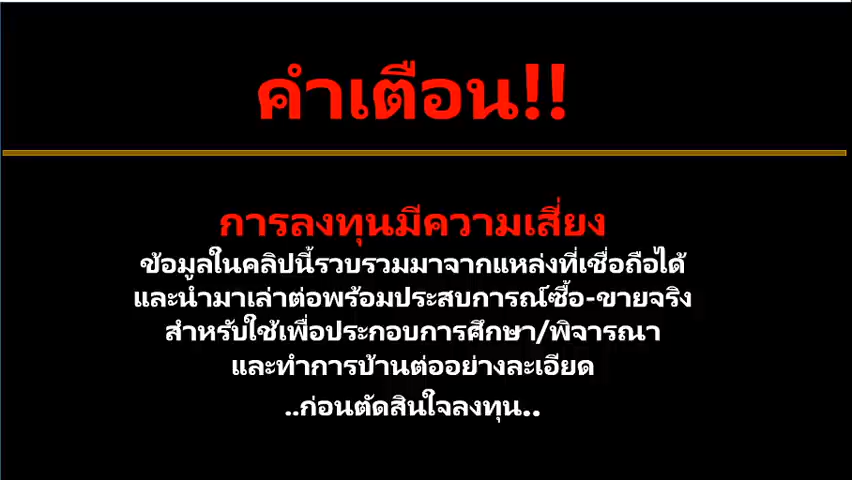 คำเตือน!!
การลงทุนมีความเสี่ยง
ข้อมูลในคลิปนี้รวบรวมมาจากแหล่งที่เชื่อถือได้
และนำมาเล่าต่อพร้อมประสบการณ์ซื้อ-ขายจริง
สำหรับใช้เพื่อประกอบการศึกษา/พิจารณา
และทำการบ้านต่ออย่างละเอียด
..ก่อนตัดสินใจลงทุน..